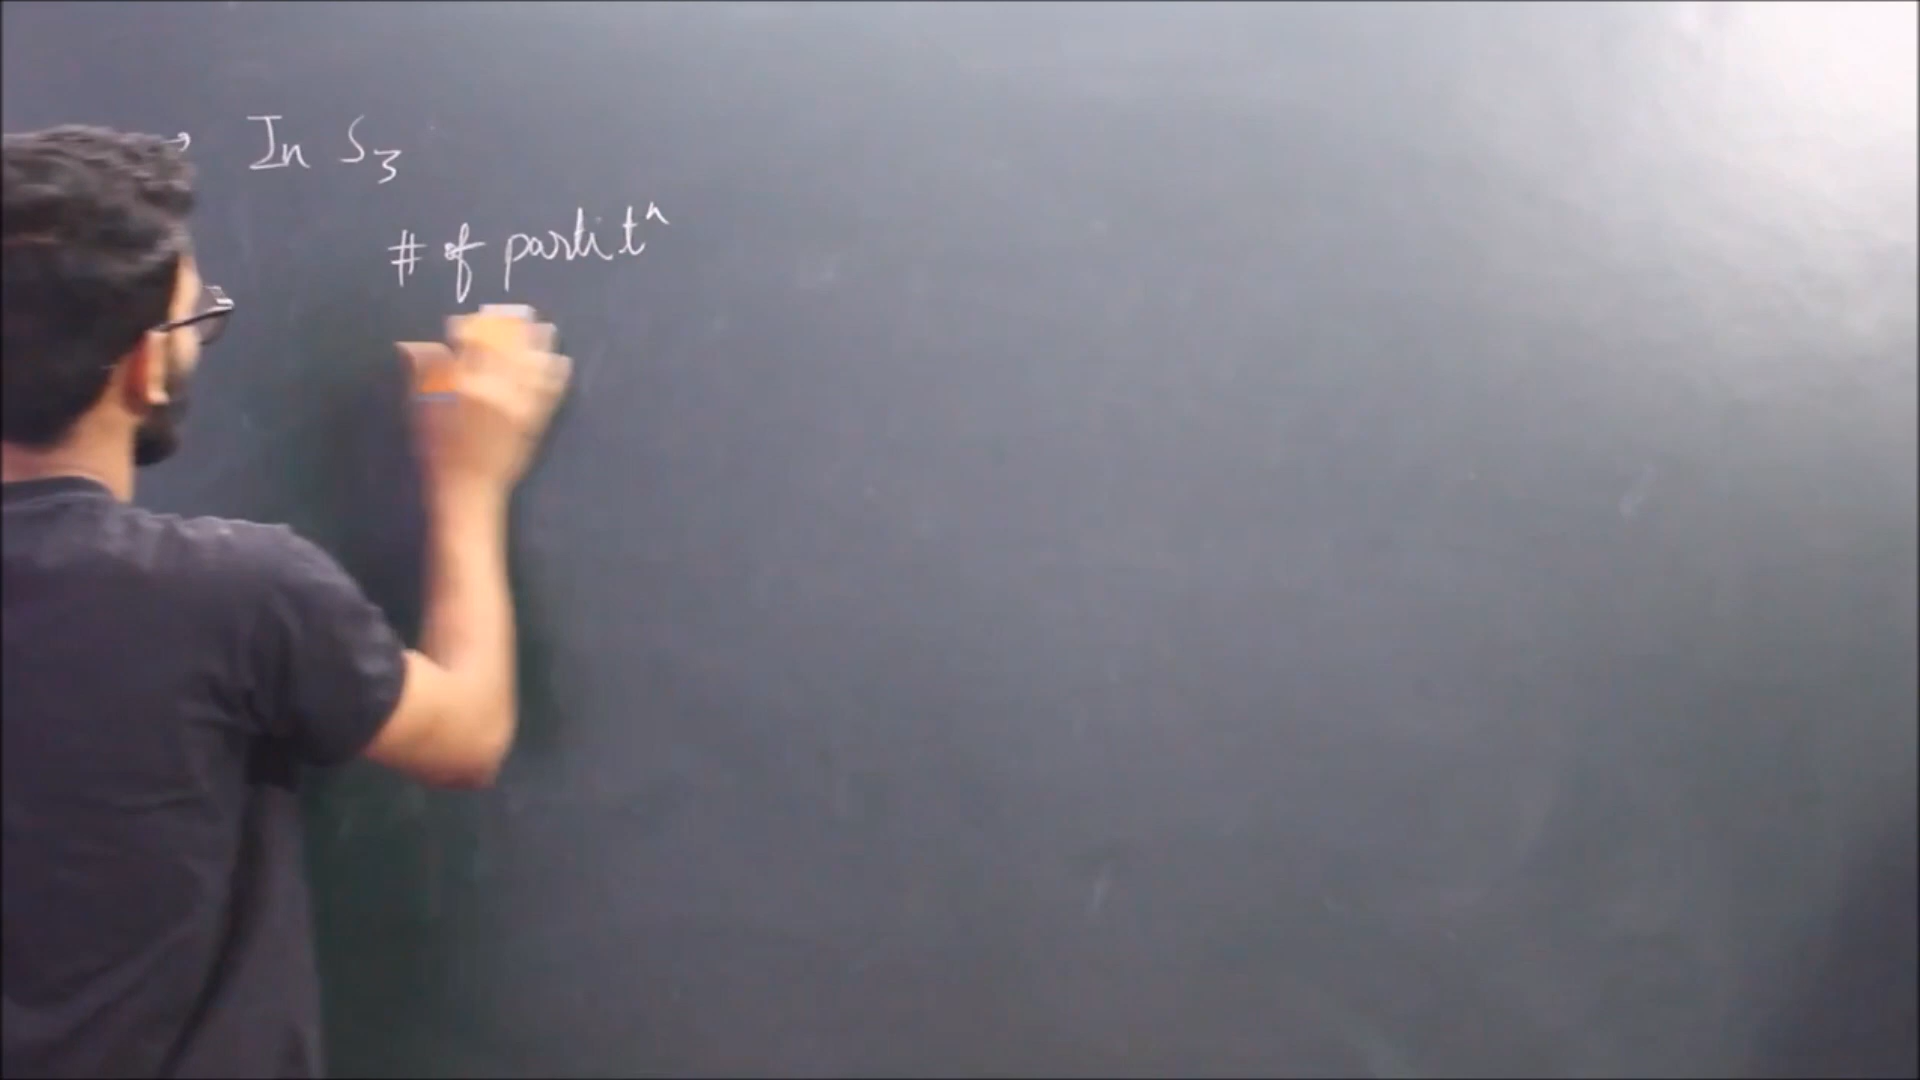 → In S₃
# of partitⁿ